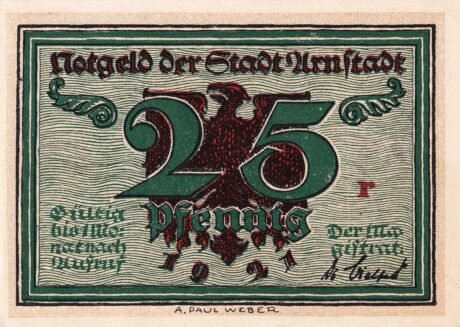 Notgeld der Stadt Arnstadt
25
Pfennig
r
Gültig
bis 1 Mo-
nat nach
Aufruf
Der Ma
gistrat:
1921
A. PAUL WEBER